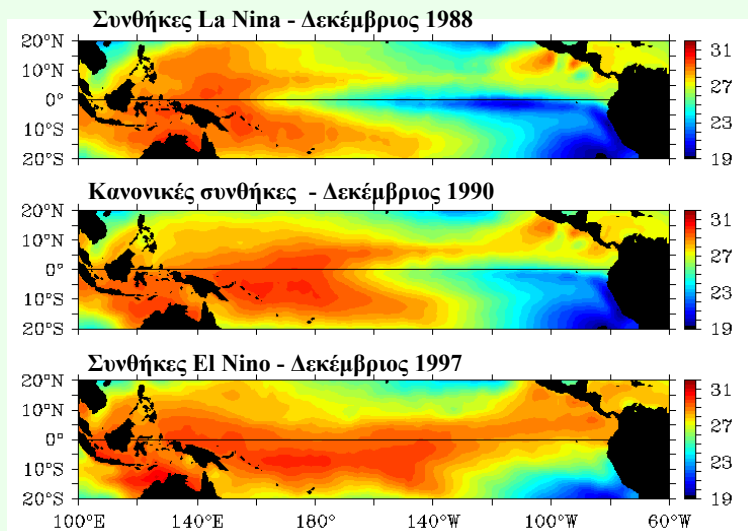 Συνθήκες La Nina - Δεκέμβριος 1988
20°N
10°N
0°
10°S
20°S
31
27
23
19
Κανονικές συνθήκες - Δεκέμβριος 1990
20°N
10°N
0°
10°S
20°S
31
27
23
19
Συνθήκες El Nino - Δεκέμβριος 1997
20°N
10°N
0°
10°S
20°S
31
27
23
19
100°E 140°E 180° 140°W 100°W 60°W